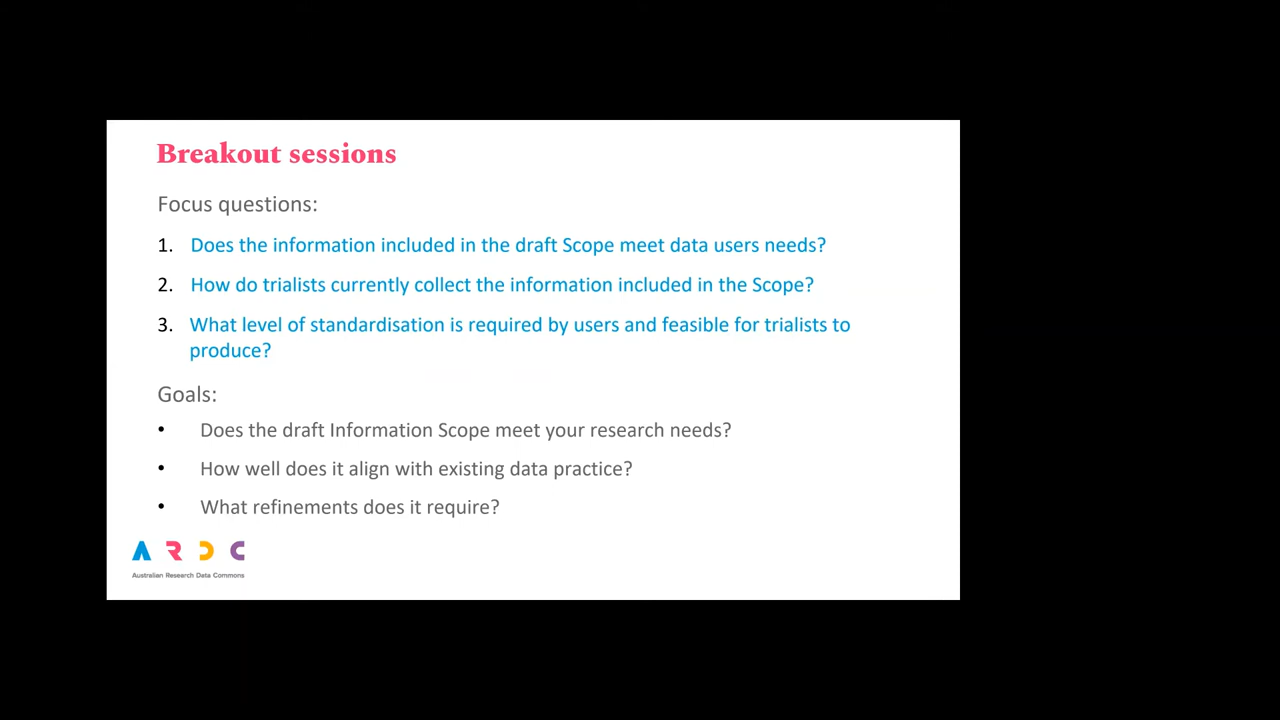 Breakout sessions
Focus questions:
1. Does the information included in the draft Scope meet data users needs?
2. How do trialists currently collect the information included in the Scope?
3. What level of standardisation is required by users and feasible for trialists to
produce?
Goals:
• Does the draft Information Scope meet your research needs?
• How well does it align with existing data practice?
• What refinements does it require?
ARDC
Australian Research Data Commons